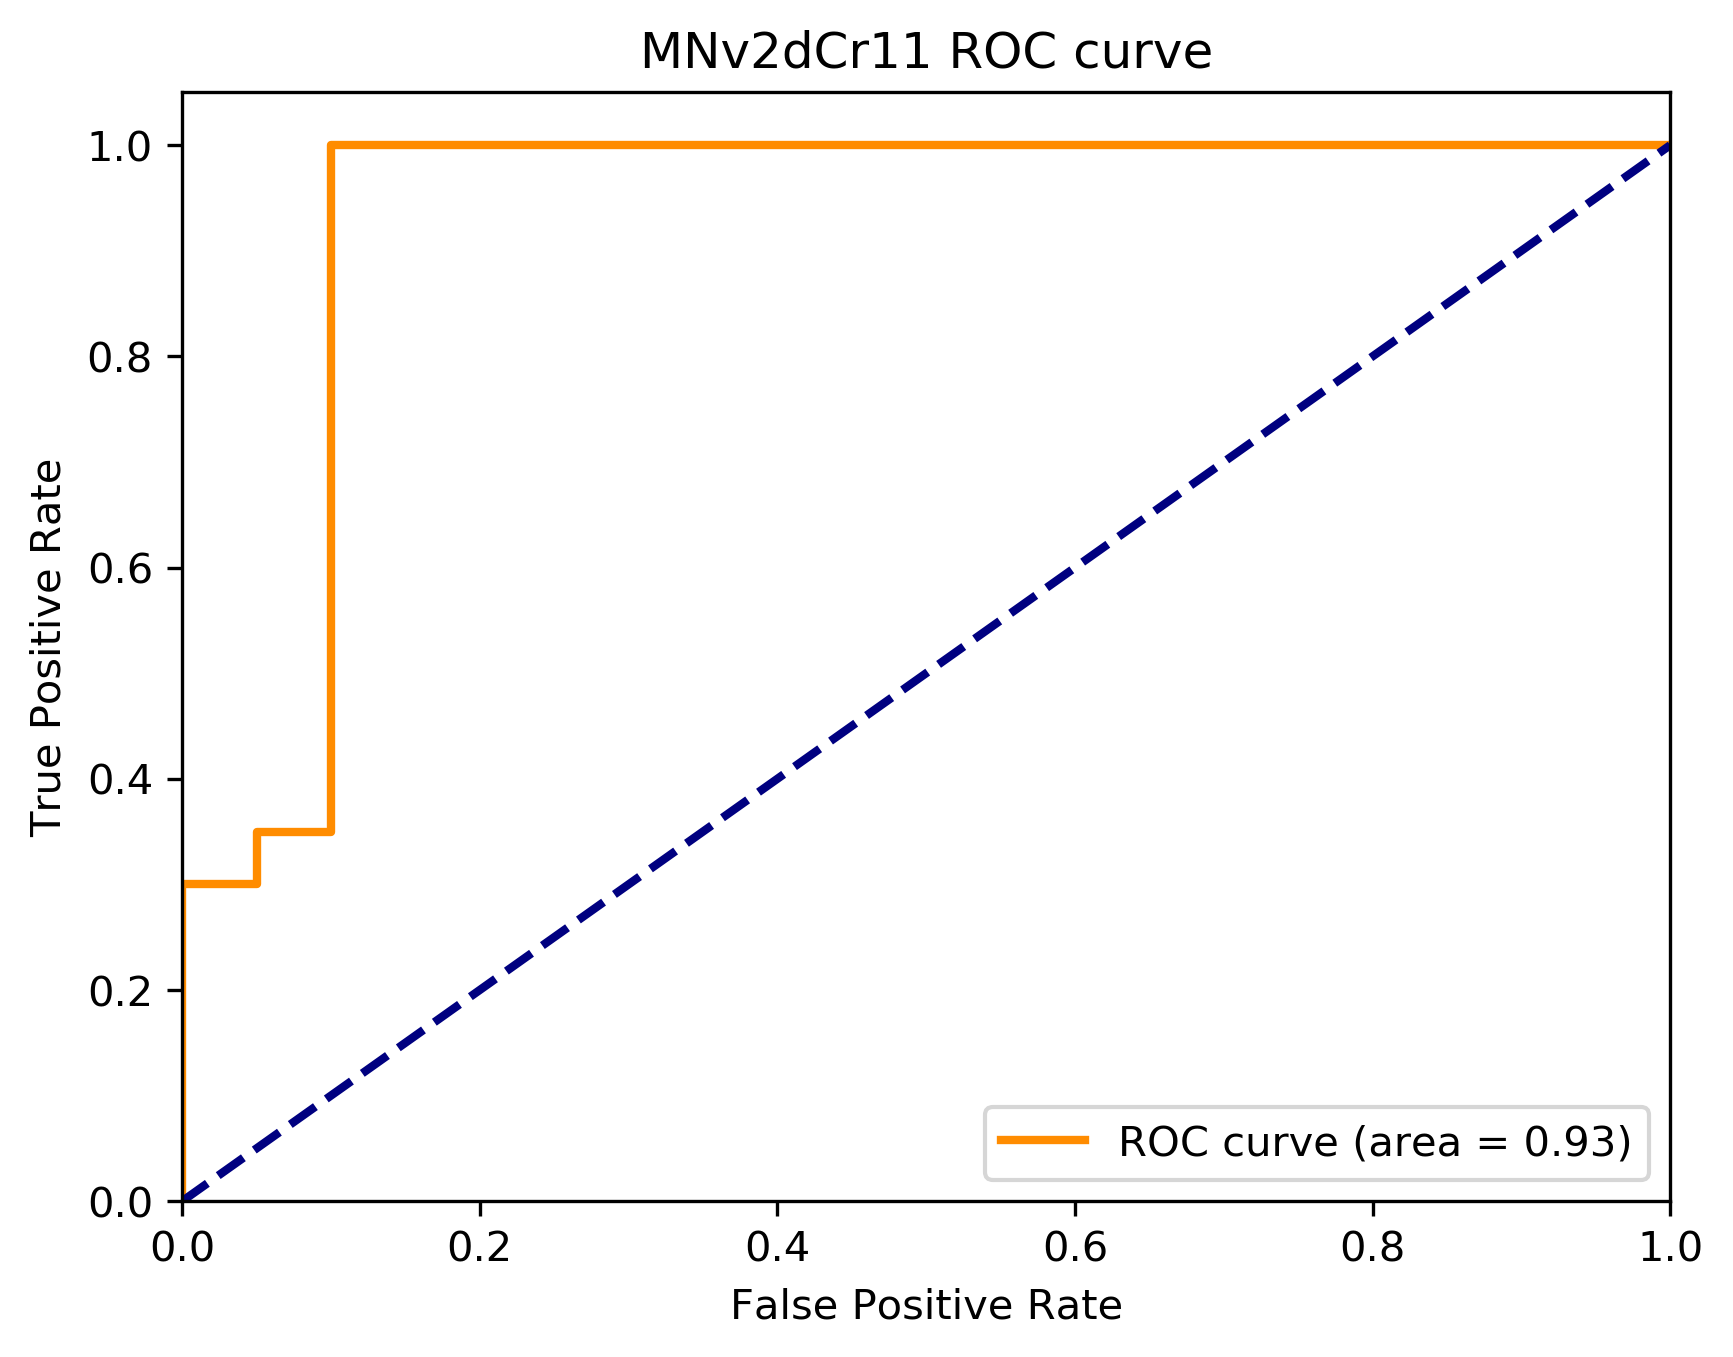 MNv2dCr11 ROC curve
True Positive Rate
1.0
0.8
0.6
0.4
0.2
0.0
0.0 0.2 0.4 0.6 0.8 1.0
False Positive Rate
ROC curve (area = 0.93)